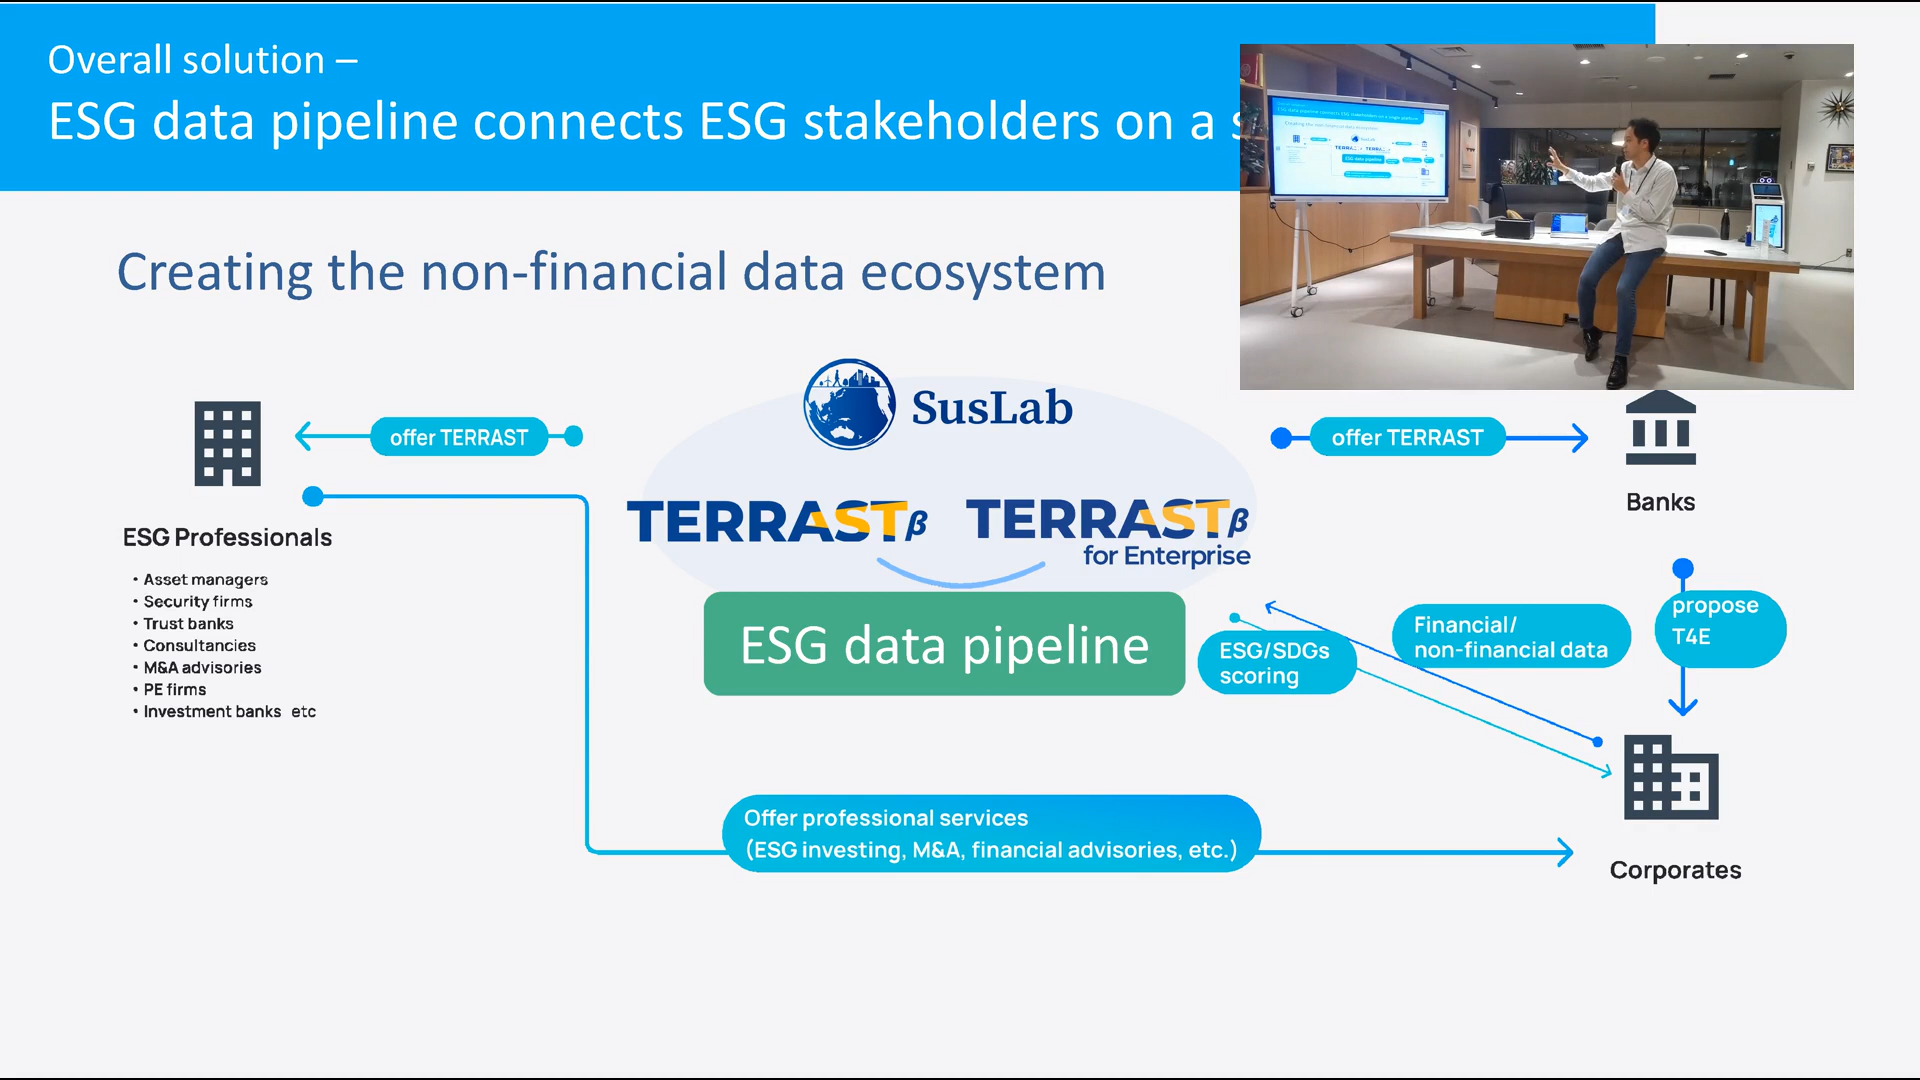 Overall solution –
ESG data pipeline connects ESG stakeholders on a
Creating the non-financial data ecosystem
SusLab
offer TERRAST
offer TERRAST
TERRASTβ
TERRASTβ
for Enterprise
Banks
ESG Professionals
• Asset managers
• Security firms
• Trust banks
• Consultancies
• M&A advisories
• PE firms
• Investment banks etc
ESG data pipeline
ESG/SDGs
scoring
Financial/
non-financial data
propose
T4E
Offer professional services
(ESG investing, M&A, financial advisories, etc.)
Corporates